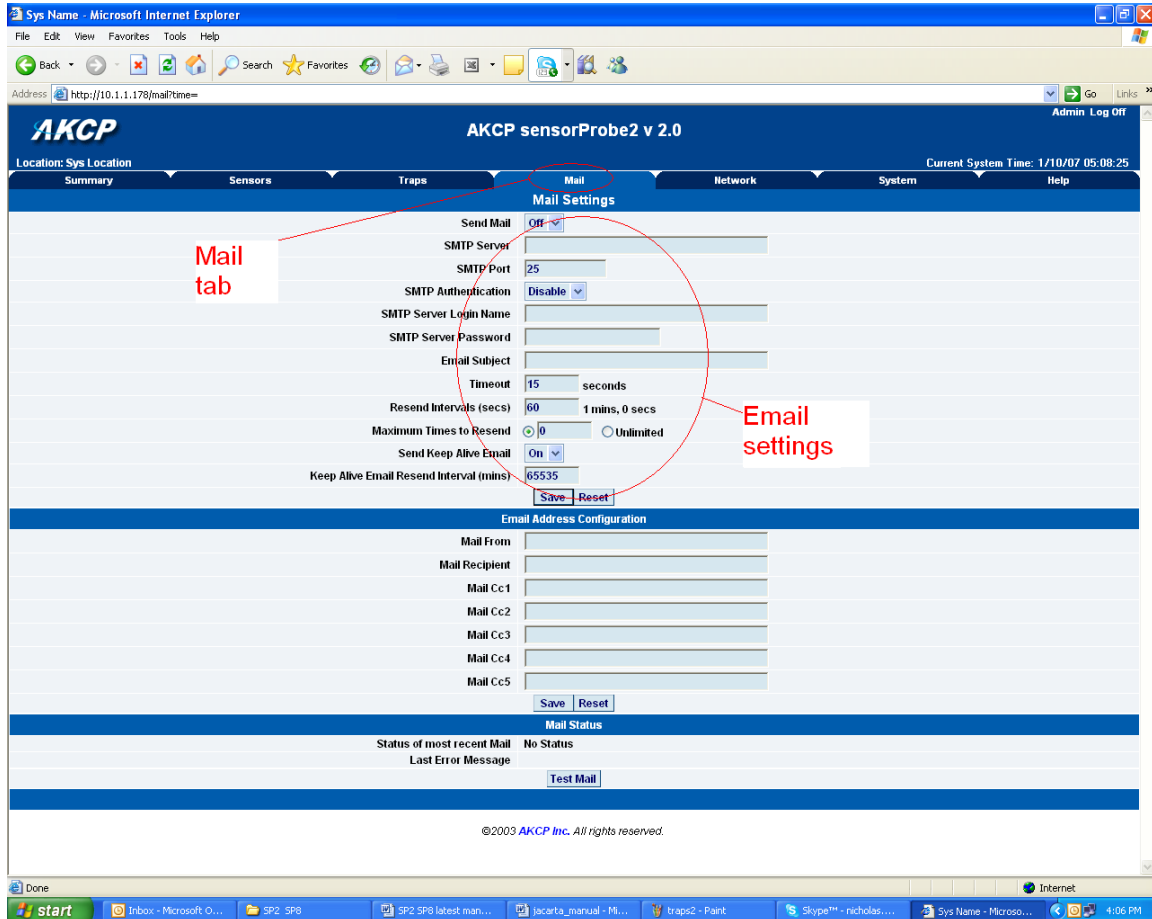 Sys Name - Microsoft Internet Explorer
File Edit View Favorites Tools Help
Back Search Favorites
Address http://10.1.1.178/mail?time= Go Links »
Admin Log Off
AKCP AKCP sensorProbe2 v 2.0
Location: Sys Location Current System Time: 1/10/07 05:08:25
Summary Sensors Traps Mail Network System Help
Mail Settings
Send Mail Off
SMTP Server
SMTP Port 25
SMTP Authentication Disable
SMTP Server Login Name
SMTP Server Password
Email Subject
Timeout 15 seconds
Resend Intervals (secs) 60 1 mins, 0 secs
Maximum Times to Resend 0 Unlimited
Send Keep Alive Email On
Keep Alive Email Resend Interval (mins) 65535
Save Reset
Mail
tab
Email
settings
Email Address Configuration
Mail From
Mail Recipient
Mail Cc1
Mail Cc2
Mail Cc3
Mail Cc4
Mail Cc5
Save Reset
Mail Status
Status of most recent Mail No Status
Last Error Message
Test Mail
©2003 AKCP Inc. All rights reserved.
Done Internet
start Inbox - Microsoft O... SP2 SP8 SP2 SP8 latest man... jacarta_manual - Mi... traps2 - Paint Skype™ - nicholas.... Sys Name - Microso... 4:06 PM